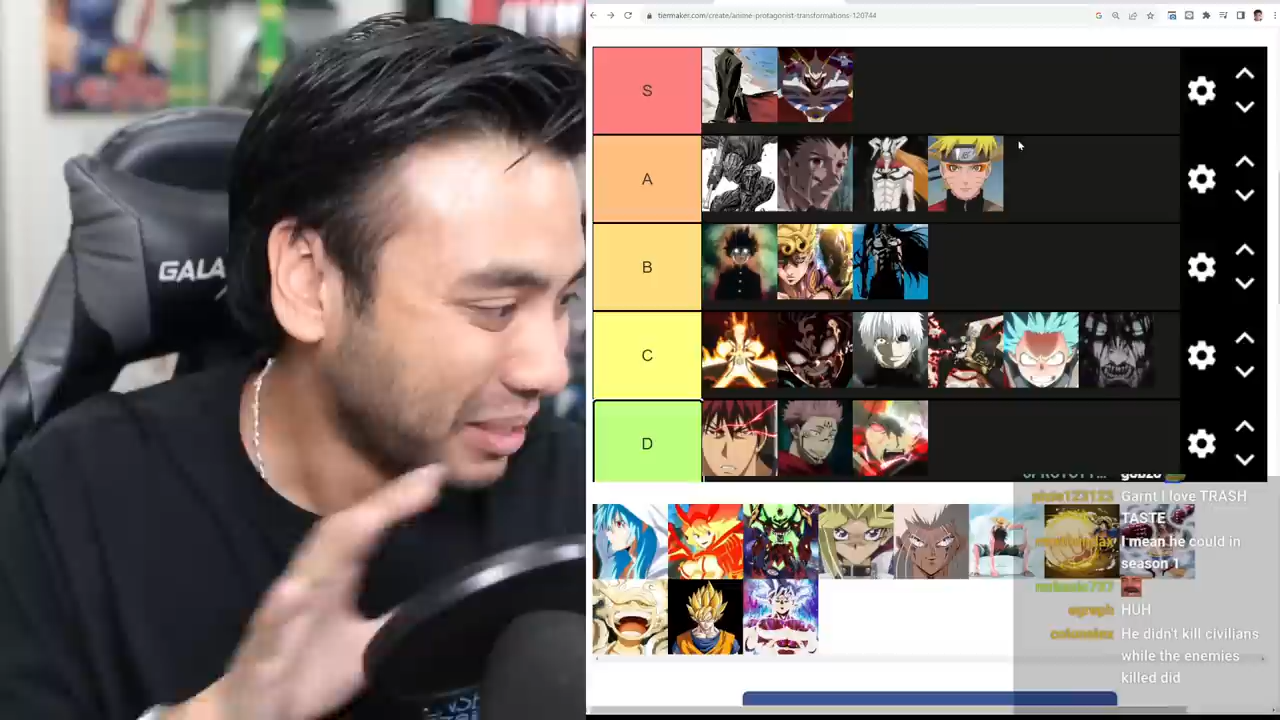 tiermaker.com/create/anime-protagonist-transformations-120744
GALA
S
A
B
C
D
Garnt I love TRASH
TASTE
I mean he could in
season 1
HUH
He didn't kill civilians
while the enemies
killed did